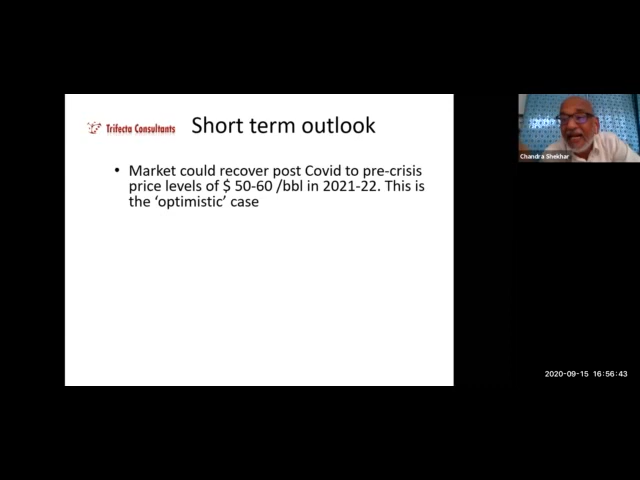 Trifecta Consultants
Short term outlook
• Market could recover post Covid to pre-crisis
price levels of $ 50-60 /bbl in 2021-22. This is
the ‘optimistic’ case
Chandra Shekhar
2020-09-15 16:56:43